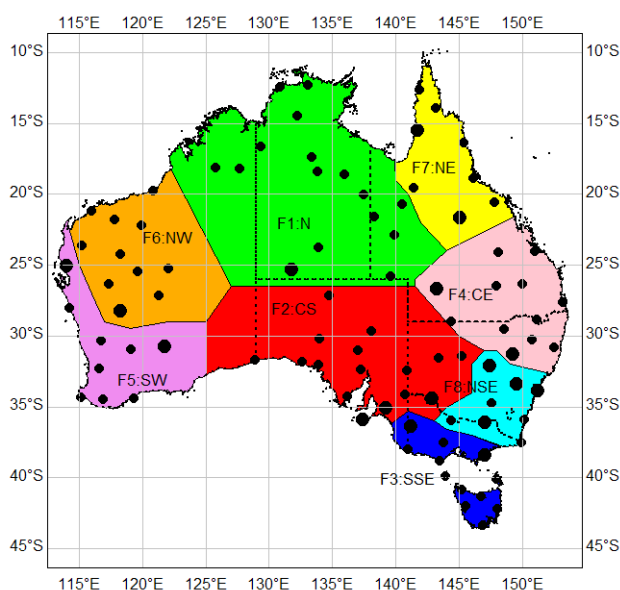 115°E 120°E 125°E 130°E 135°E 140°E 145°E 150°E
10°S 10°S
15°S 15°S
F7:NE
20°S 20°S
F1:N
F6:NW
25°S 25°S
F4:CE
F2:CS
30°S 30°S
F5:SW F8:NSE
35°S 35°S
40°S F3:SSE 40°S
45°S 45°S
115°E 120°E 125°E 130°E 135°E 140°E 145°E 150°E